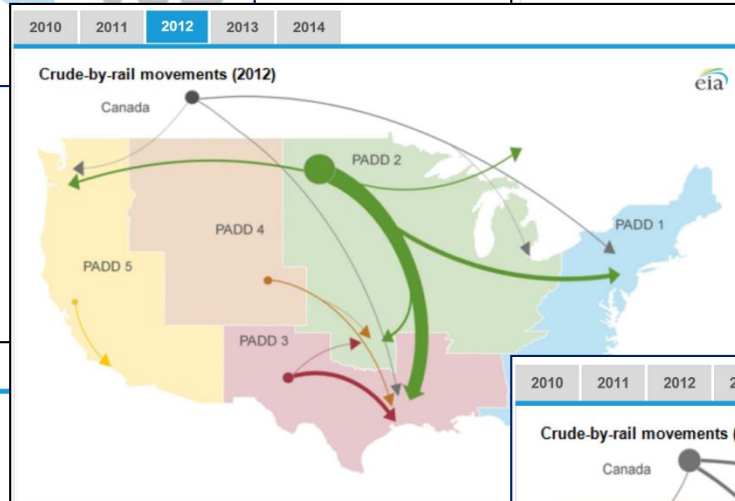 2010 2011 2012 2013 2014
Crude-by-rail movements (2012)
eia
Canada
PADD 2
PADD 1
PADD 4
PADD 5
PADD 3
2010 2011 2012 2
Crude-by-rail movements (
Canada